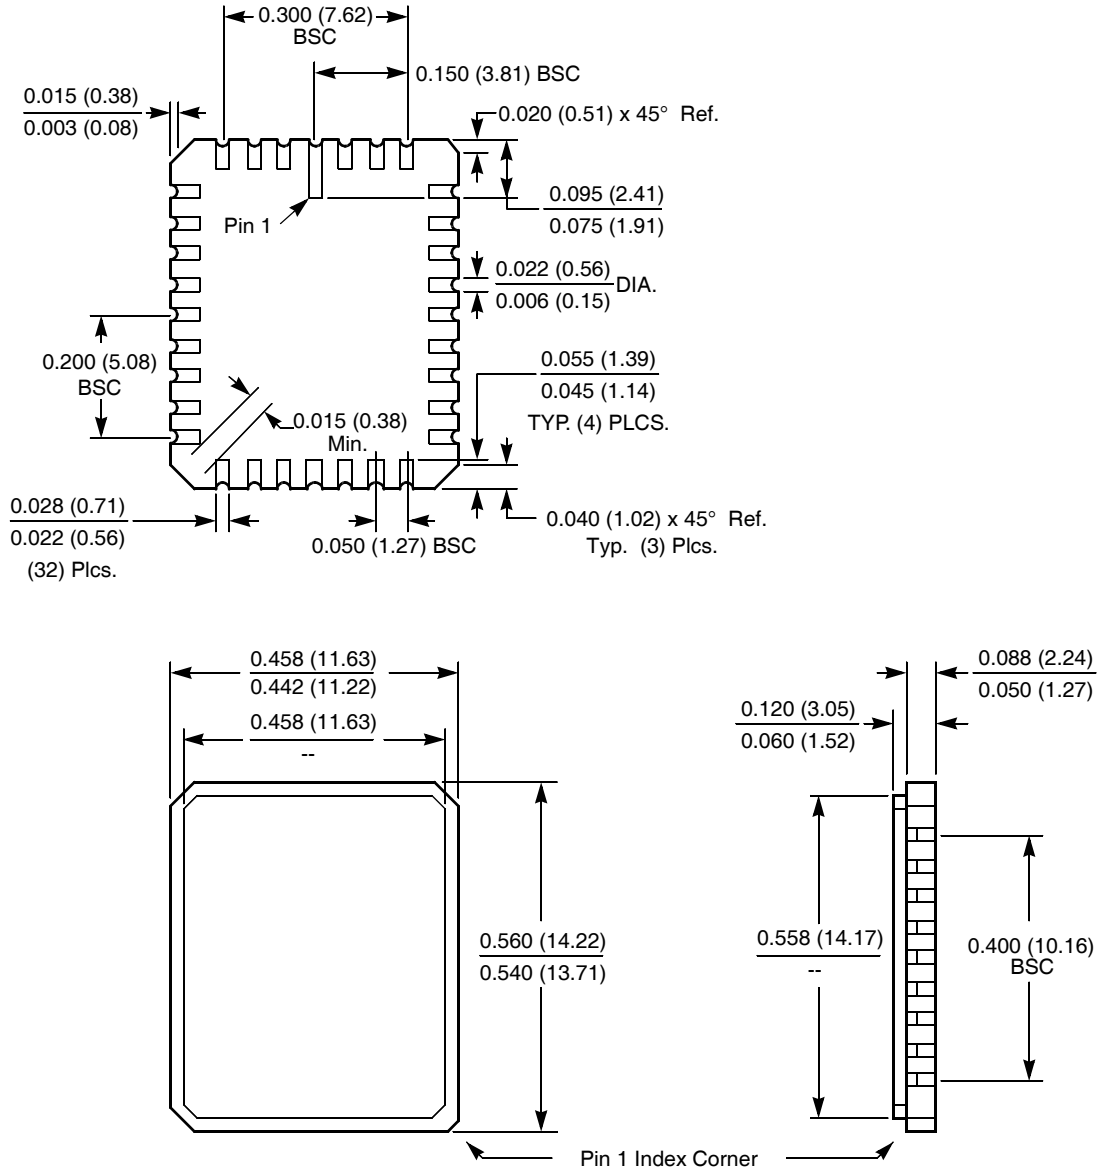 0.300 (7.62)
BSC
0.150 (3.81) BSC
0.015 (0.38)
0.003 (0.08)
0.020 (0.51) x 45° Ref.
0.095 (2.41)
0.075 (1.91)
Pin 1
0.022 (0.56)
0.006 (0.15)
DIA.
0.200 (5.08)
BSC
0.055 (1.39)
0.045 (1.14)
TYP. (4) PLCS.
0.015 (0.38)
Min.
0.028 (0.71)
0.022 (0.56)
(32) Plcs.
0.050 (1.27) BSC
0.040 (1.02) x 45° Ref.
Typ. (3) Plcs.
0.458 (11.63)
0.442 (11.22)
0.458 (11.63)
--
0.088 (2.24)
0.050 (1.27)
0.120 (3.05)
0.060 (1.52)
0.560 (14.22)
0.540 (13.71)
0.558 (14.17)
--
0.400 (10.16)
BSC
Pin 1 Index Corner